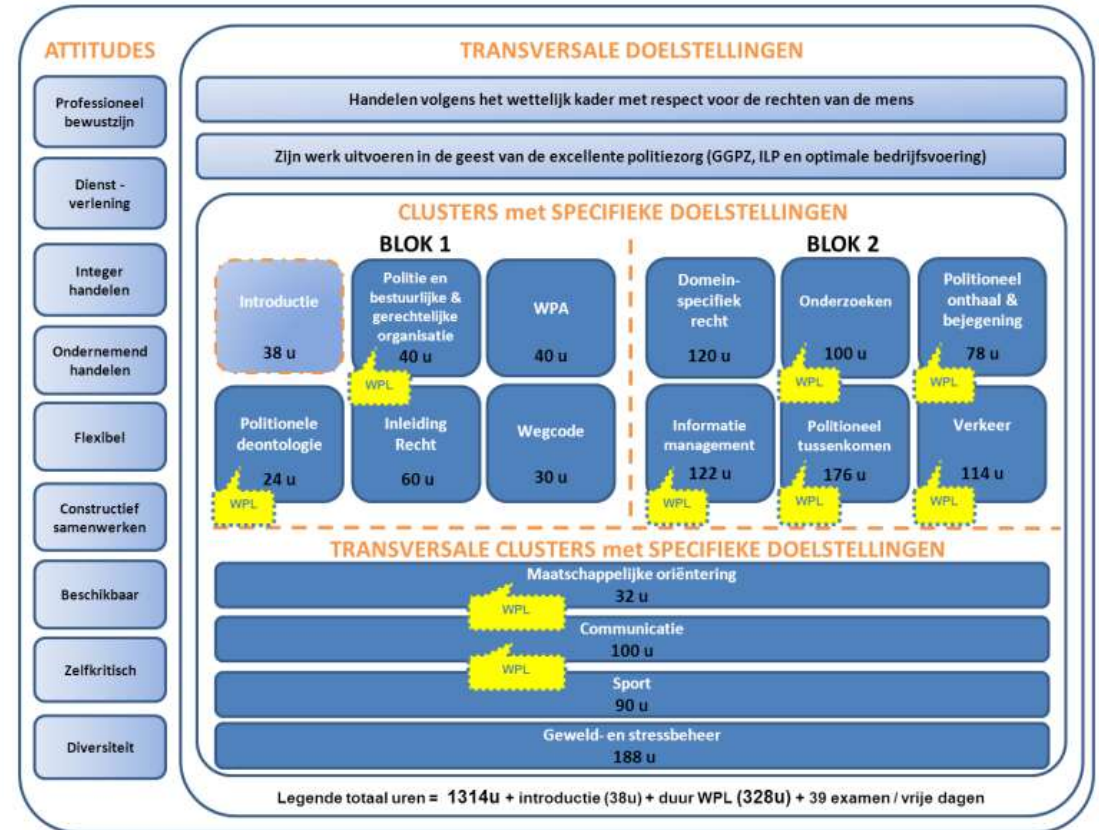 ATTITUDES
Professioneel
bewustzijn
Dienst -
verlening
Integer
handelen
Ondernemend
handelen
Flexibel
Constructief
samenwerken
Beschikbaar
Zelfkritisch
Diversiteit
TRANSVERSALE DOELSTELLINGEN
Handelen volgens het wettelijk kader met respect voor de rechten van de mens
Zijn werk uitvoeren in de geest van de excellente politiezorg (GGPZ, ILP en optimale bedrijfsvoering)
CLUSTERS met SPECIFIEKE DOELSTELLINGEN
BLOK 1
Introductie
38 u
Politie en
bestuurlijke &
gerechtelijke
organisatie
40 u
WPL
WPA
40 u
Politionele
deontologie
24 u
WPL
Inleiding
Recht
60 u
Wegcode
30 u
BLOK 2
Domein-
specifiek
recht
120 u
Onderzoeken
100 u
WPL
Politioneel
onthaal &
bejegening
78 u
WPL
Informatie
management
122 u
WPL
Politioneel
tussenkomen
176 u
WPL
Verkeer
114 u
WPL
TRANSVERSALE CLUSTERS met SPECIFIEKE DOELSTELLINGEN
Maatschappelijke oriëntering
32 u
WPL
Communicatie
100 u
WPL
Sport
90 u
Geweld- en stressbeheer
188 u
Legende totaal uren = 1314u + introductie (38u) + duur WPL (328u) + 39 examen / vrije dagen